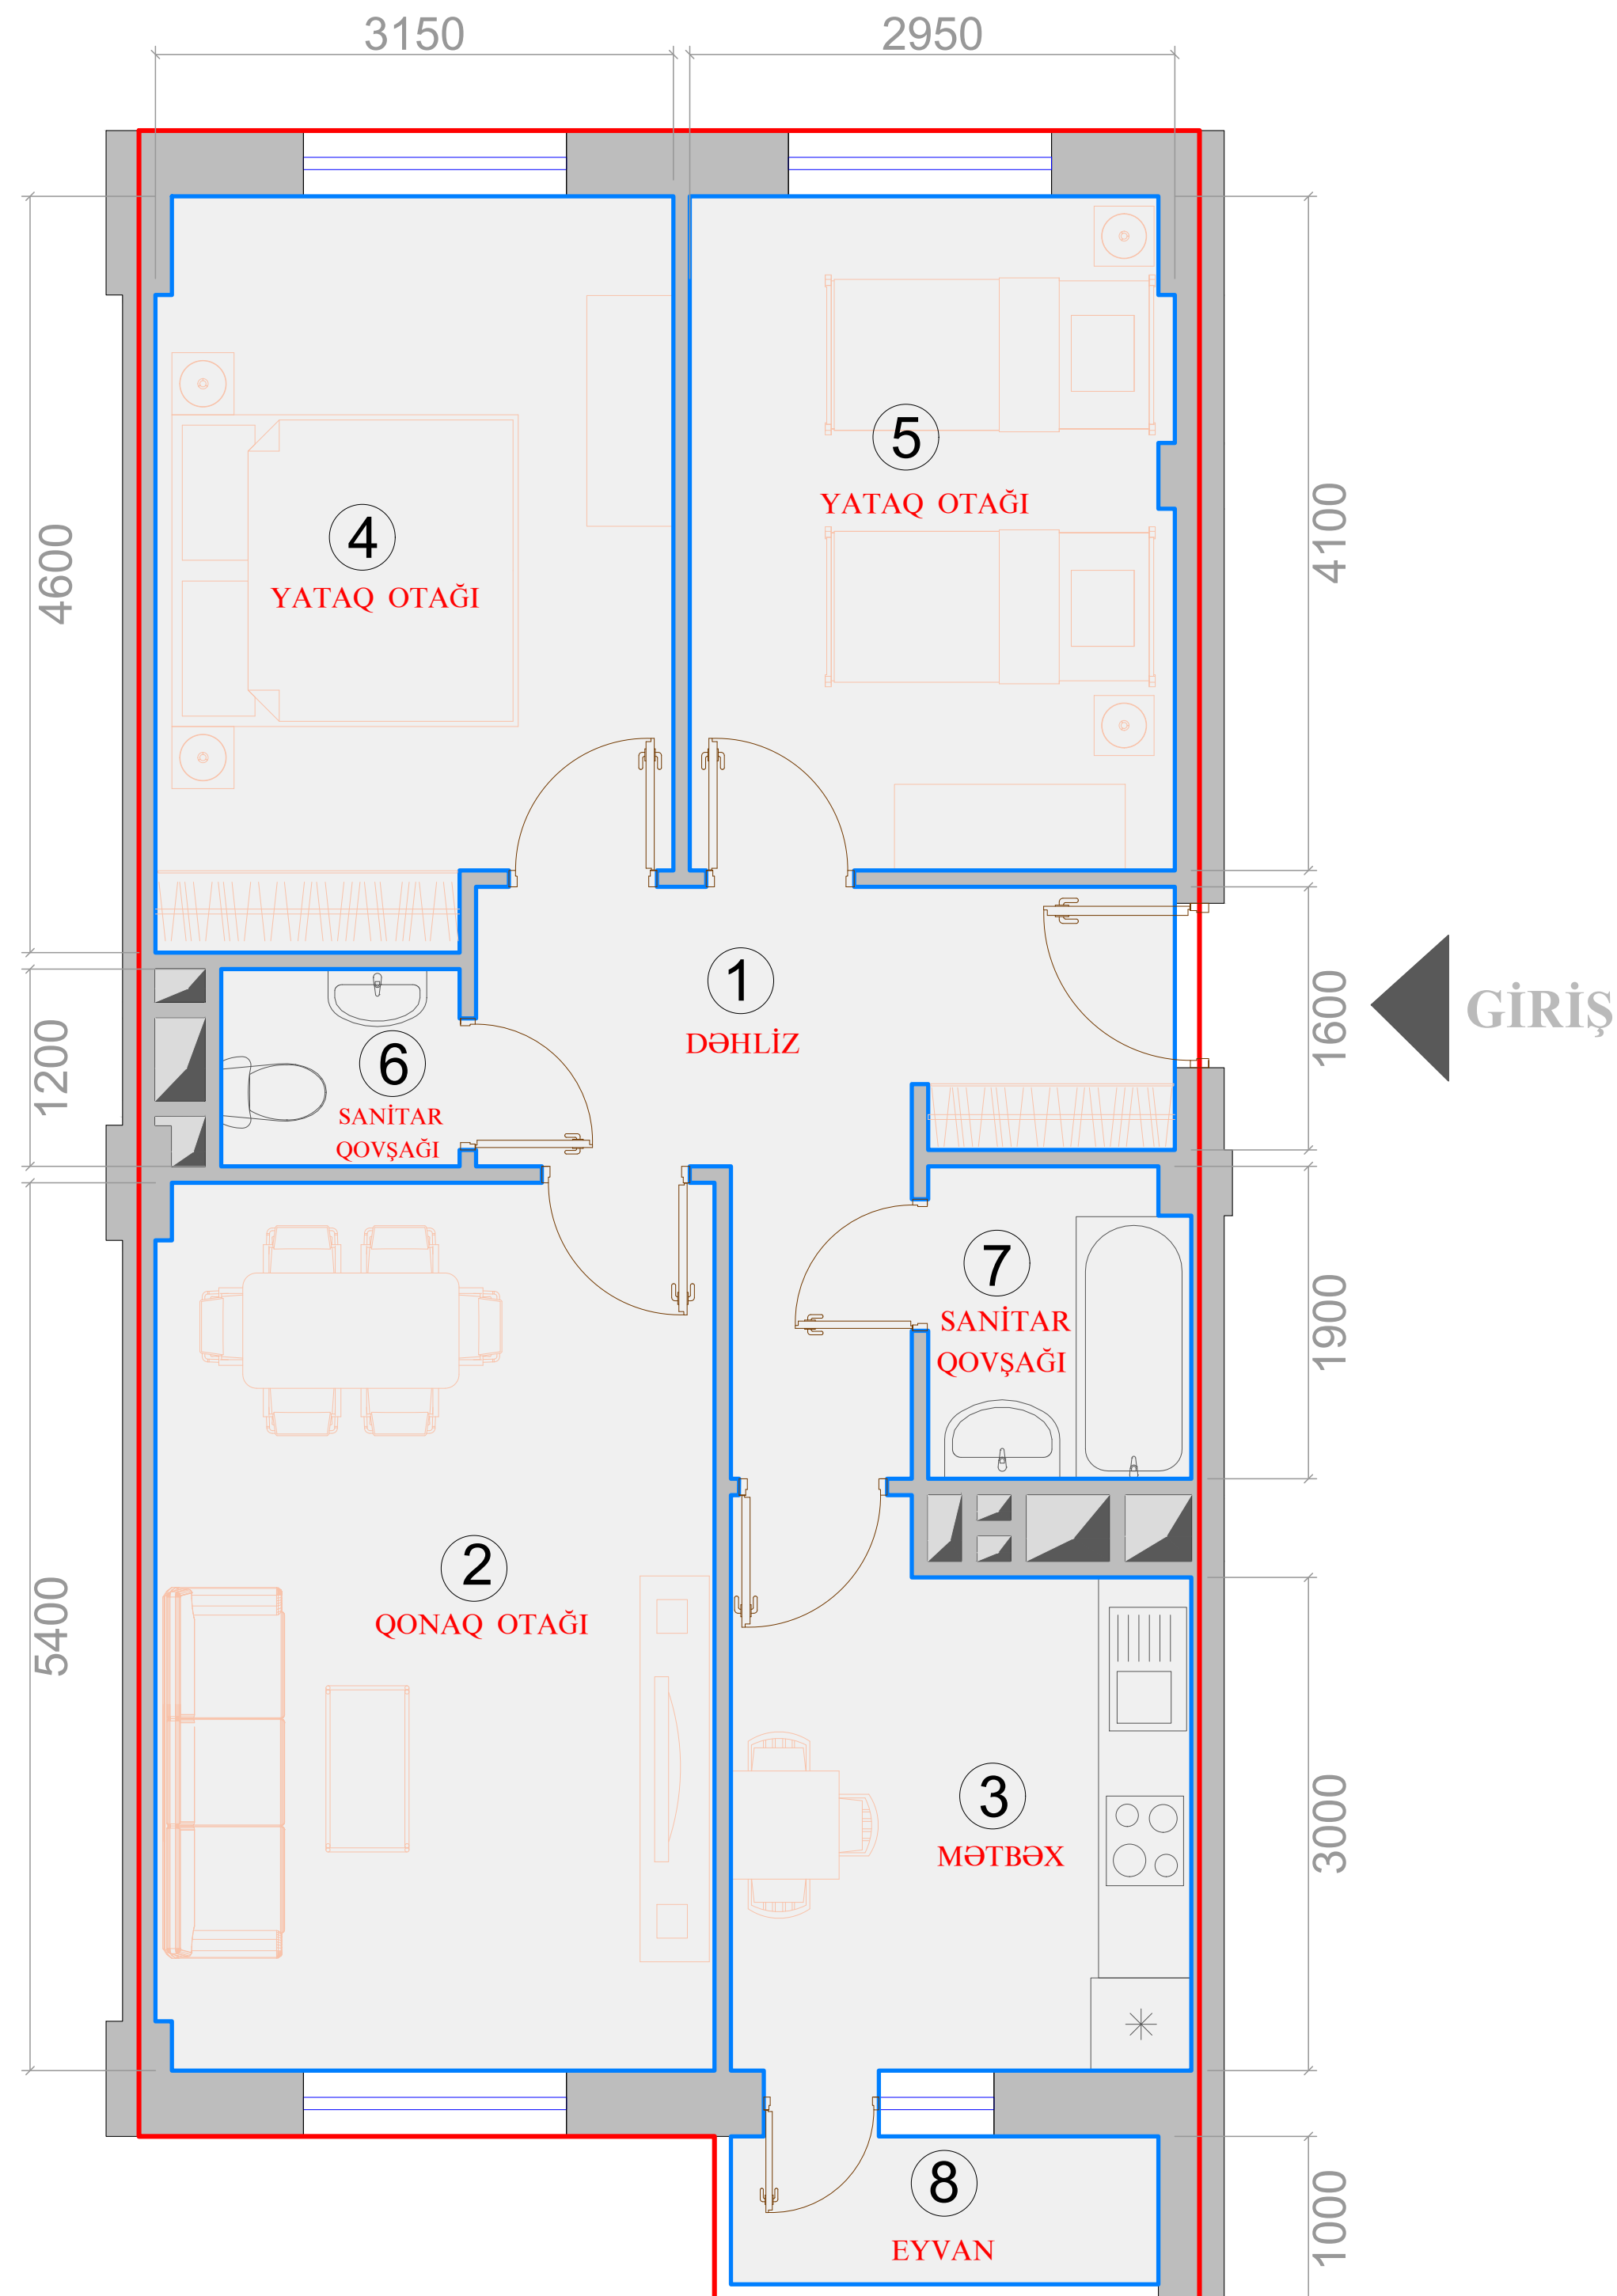 3150
2950
4600
4100
5
YATAQ OTAĞI
4
YATAQ OTAĞI
1
DƏHLİZ
1600
GİRİŞ
1200
6
SANİTAR
QOVŞAĞI
7
SANİTAR
QOVŞAĞI
1900
2
QONAQ OTAĞI
5400
3
MƏTBƏX
3000
8
EYVAN
1000